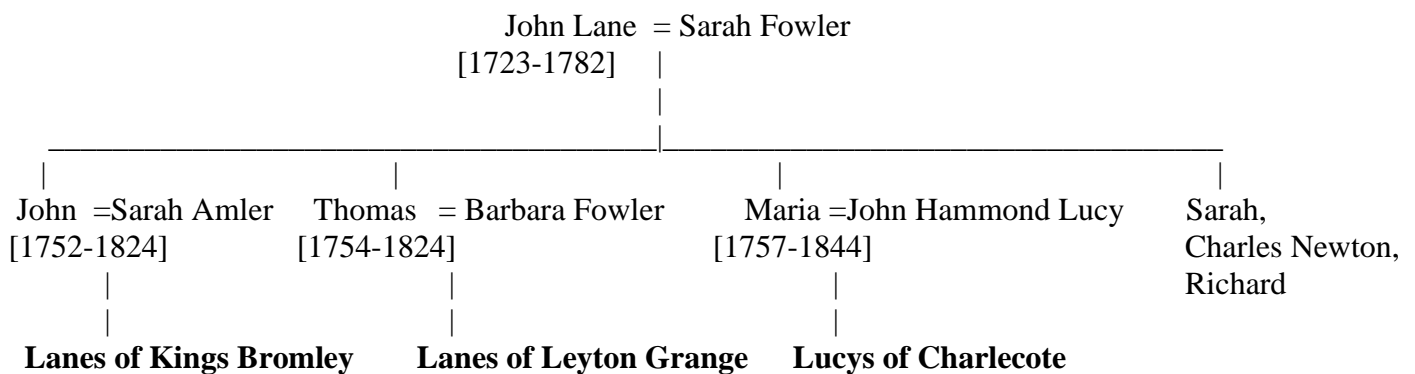 John Lane = Sarah Fowler
[1723-1782]
John =Sarah Amler Thomas = Barbara Fowler Maria =John Hammond Lucy Sarah,
[1752-1824] [1754-1824] [1757-1844] Charles Newton,
Richard
Lanes of Kings Bromley Lanes of Leyton Grange Lucys of Charlecote